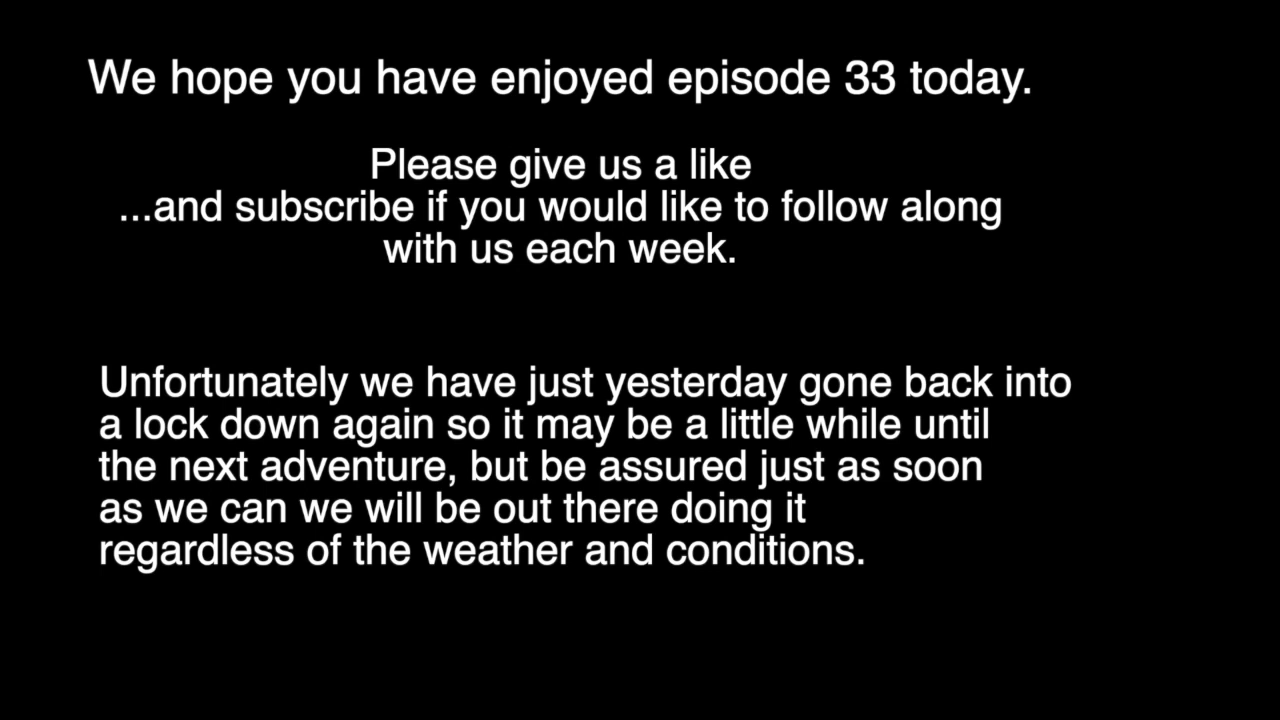 We hope you have enjoyed episode 33 today.
Please give us a like
...and subscribe if you would like to follow along
with us each week.
Unfortunately we have just yesterday gone back into
a lock down again so it may be a little while until
the next adventure, but be assured just as soon
as we can we will be out there doing it
regardless of the weather and conditions.